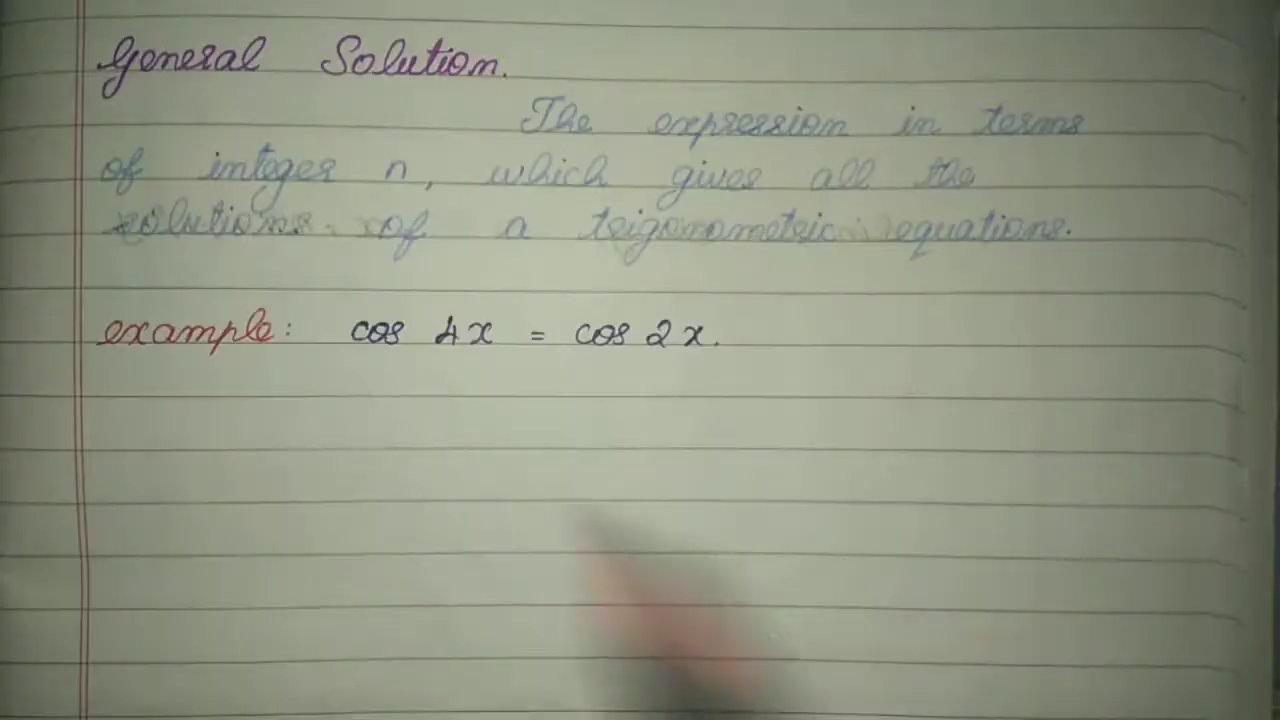 General Solution.
The expression in terms
of integer n, which gives all the
solutions of a trigonometric equations.
example: cos 4x = cos 2x.